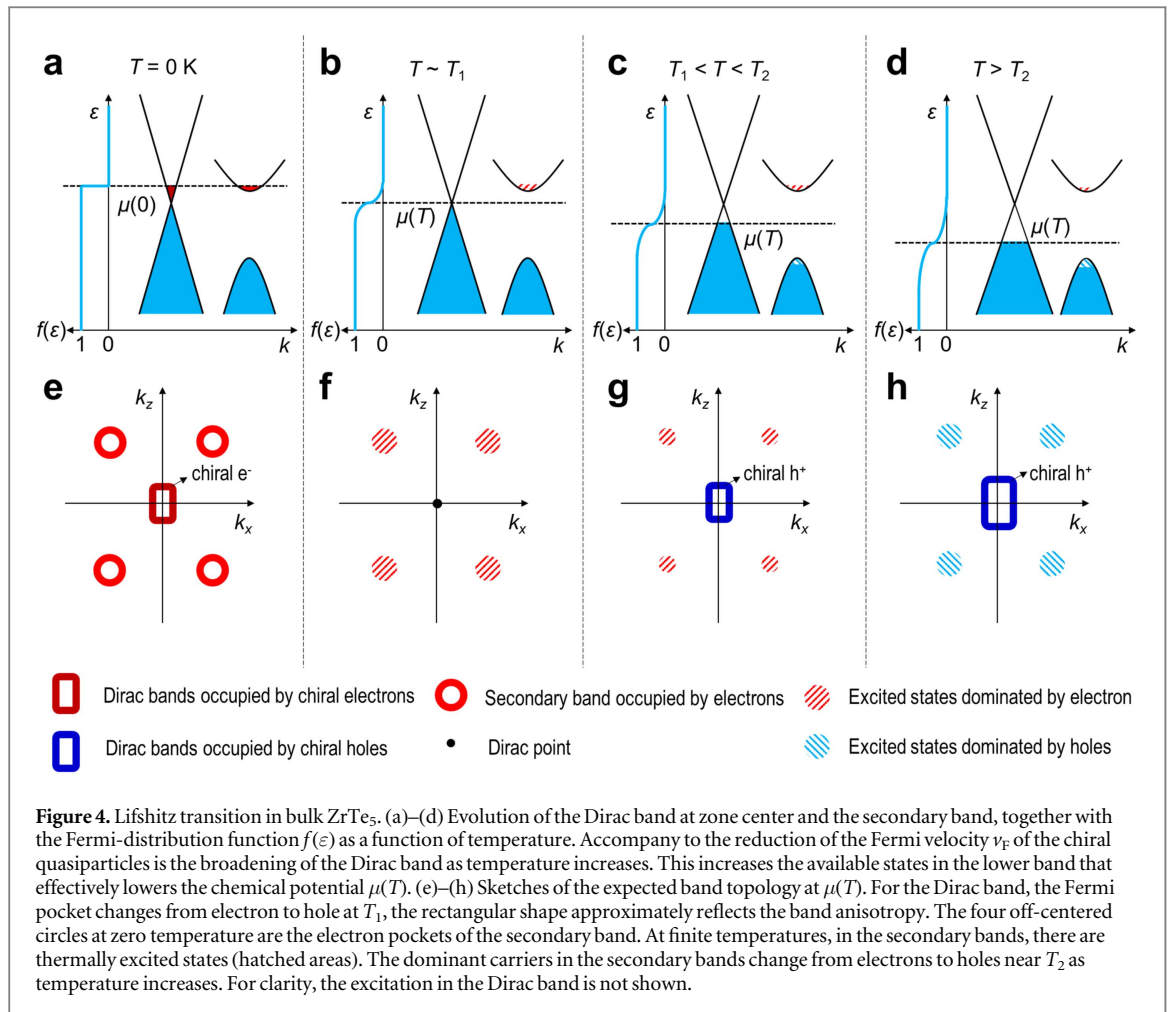 a
T = 0 K
ε
μ(0)
f(ε)
1 0
k
b
T ~ T₁
ε
μ(T)
f(ε)
1 0
k
c
T₁ < T < T₂
ε
μ(T)
f(ε)
1 0
k
d
T > T₂
ε
μ(T)
f(ε)
1 0
k
e
k_z
chiral e⁻
k_x
f
k_z
k_x
g
k_z
chiral h⁺
k_x
h
k_z
chiral h⁺
k_x
Dirac bands occupied by chiral electrons
Secondary band occupied by electrons
Excited states dominated by electron
Dirac bands occupied by chiral holes
Dirac point
Excited states dominated by holes
Figure 4. Lifshitz transition in bulk ZrTe₅. (a)–(d) Evolution of the Dirac band at zone center and the secondary band, together with
the Fermi-distribution function f(ε) as a function of temperature. Accompany to the reduction of the Fermi velocity v_F of the chiral
quasiparticles is the broadening of the Dirac band as temperature increases. This increases the available states in the lower band that
effectively lowers the chemical potential μ(T). (e)–(h) Sketches of the expected band topology at μ(T). For the Dirac band, the Fermi
pocket changes from electron to hole at T₁, the rectangular shape approximately reflects the band anisotropy. The four off-centered
circles at zero temperature are the electron pockets of the secondary band. At finite temperatures, in the secondary bands, there are
thermally excited states (hatched areas). The dominant carriers in the secondary bands change from electrons to holes near T₂ as
temperature increases. For clarity, the excitation in the Dirac band is not shown.